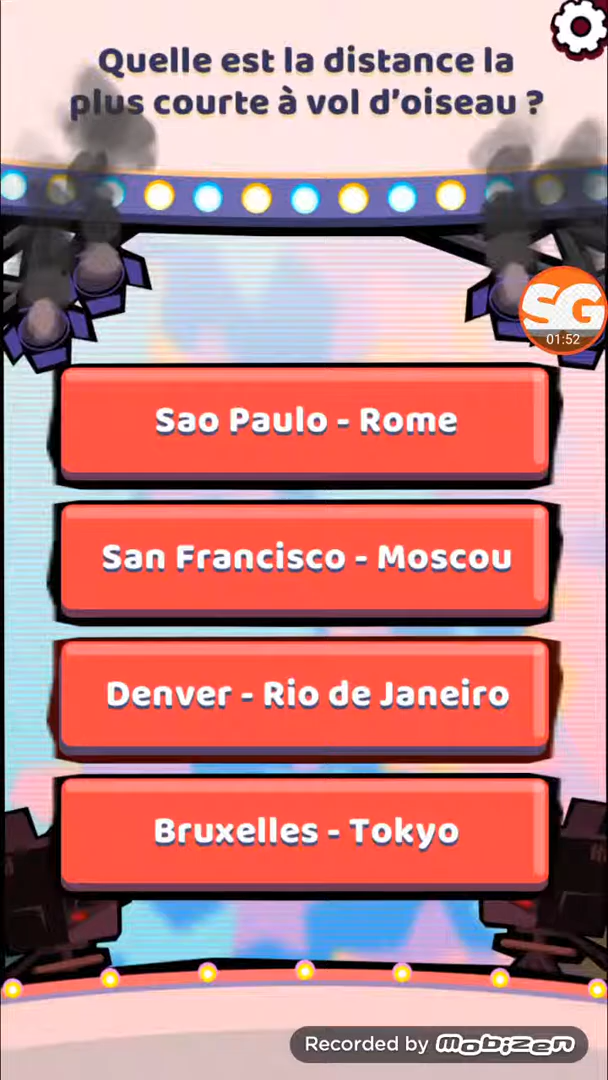 Quelle est la distance la
plus courte à vol d'oiseau ?
SG
01:52
Sao Paulo - Rome
San Francisco - Moscou
Denver - Rio de Janeiro
Bruxelles - Tokyo
Recorded by mobizen